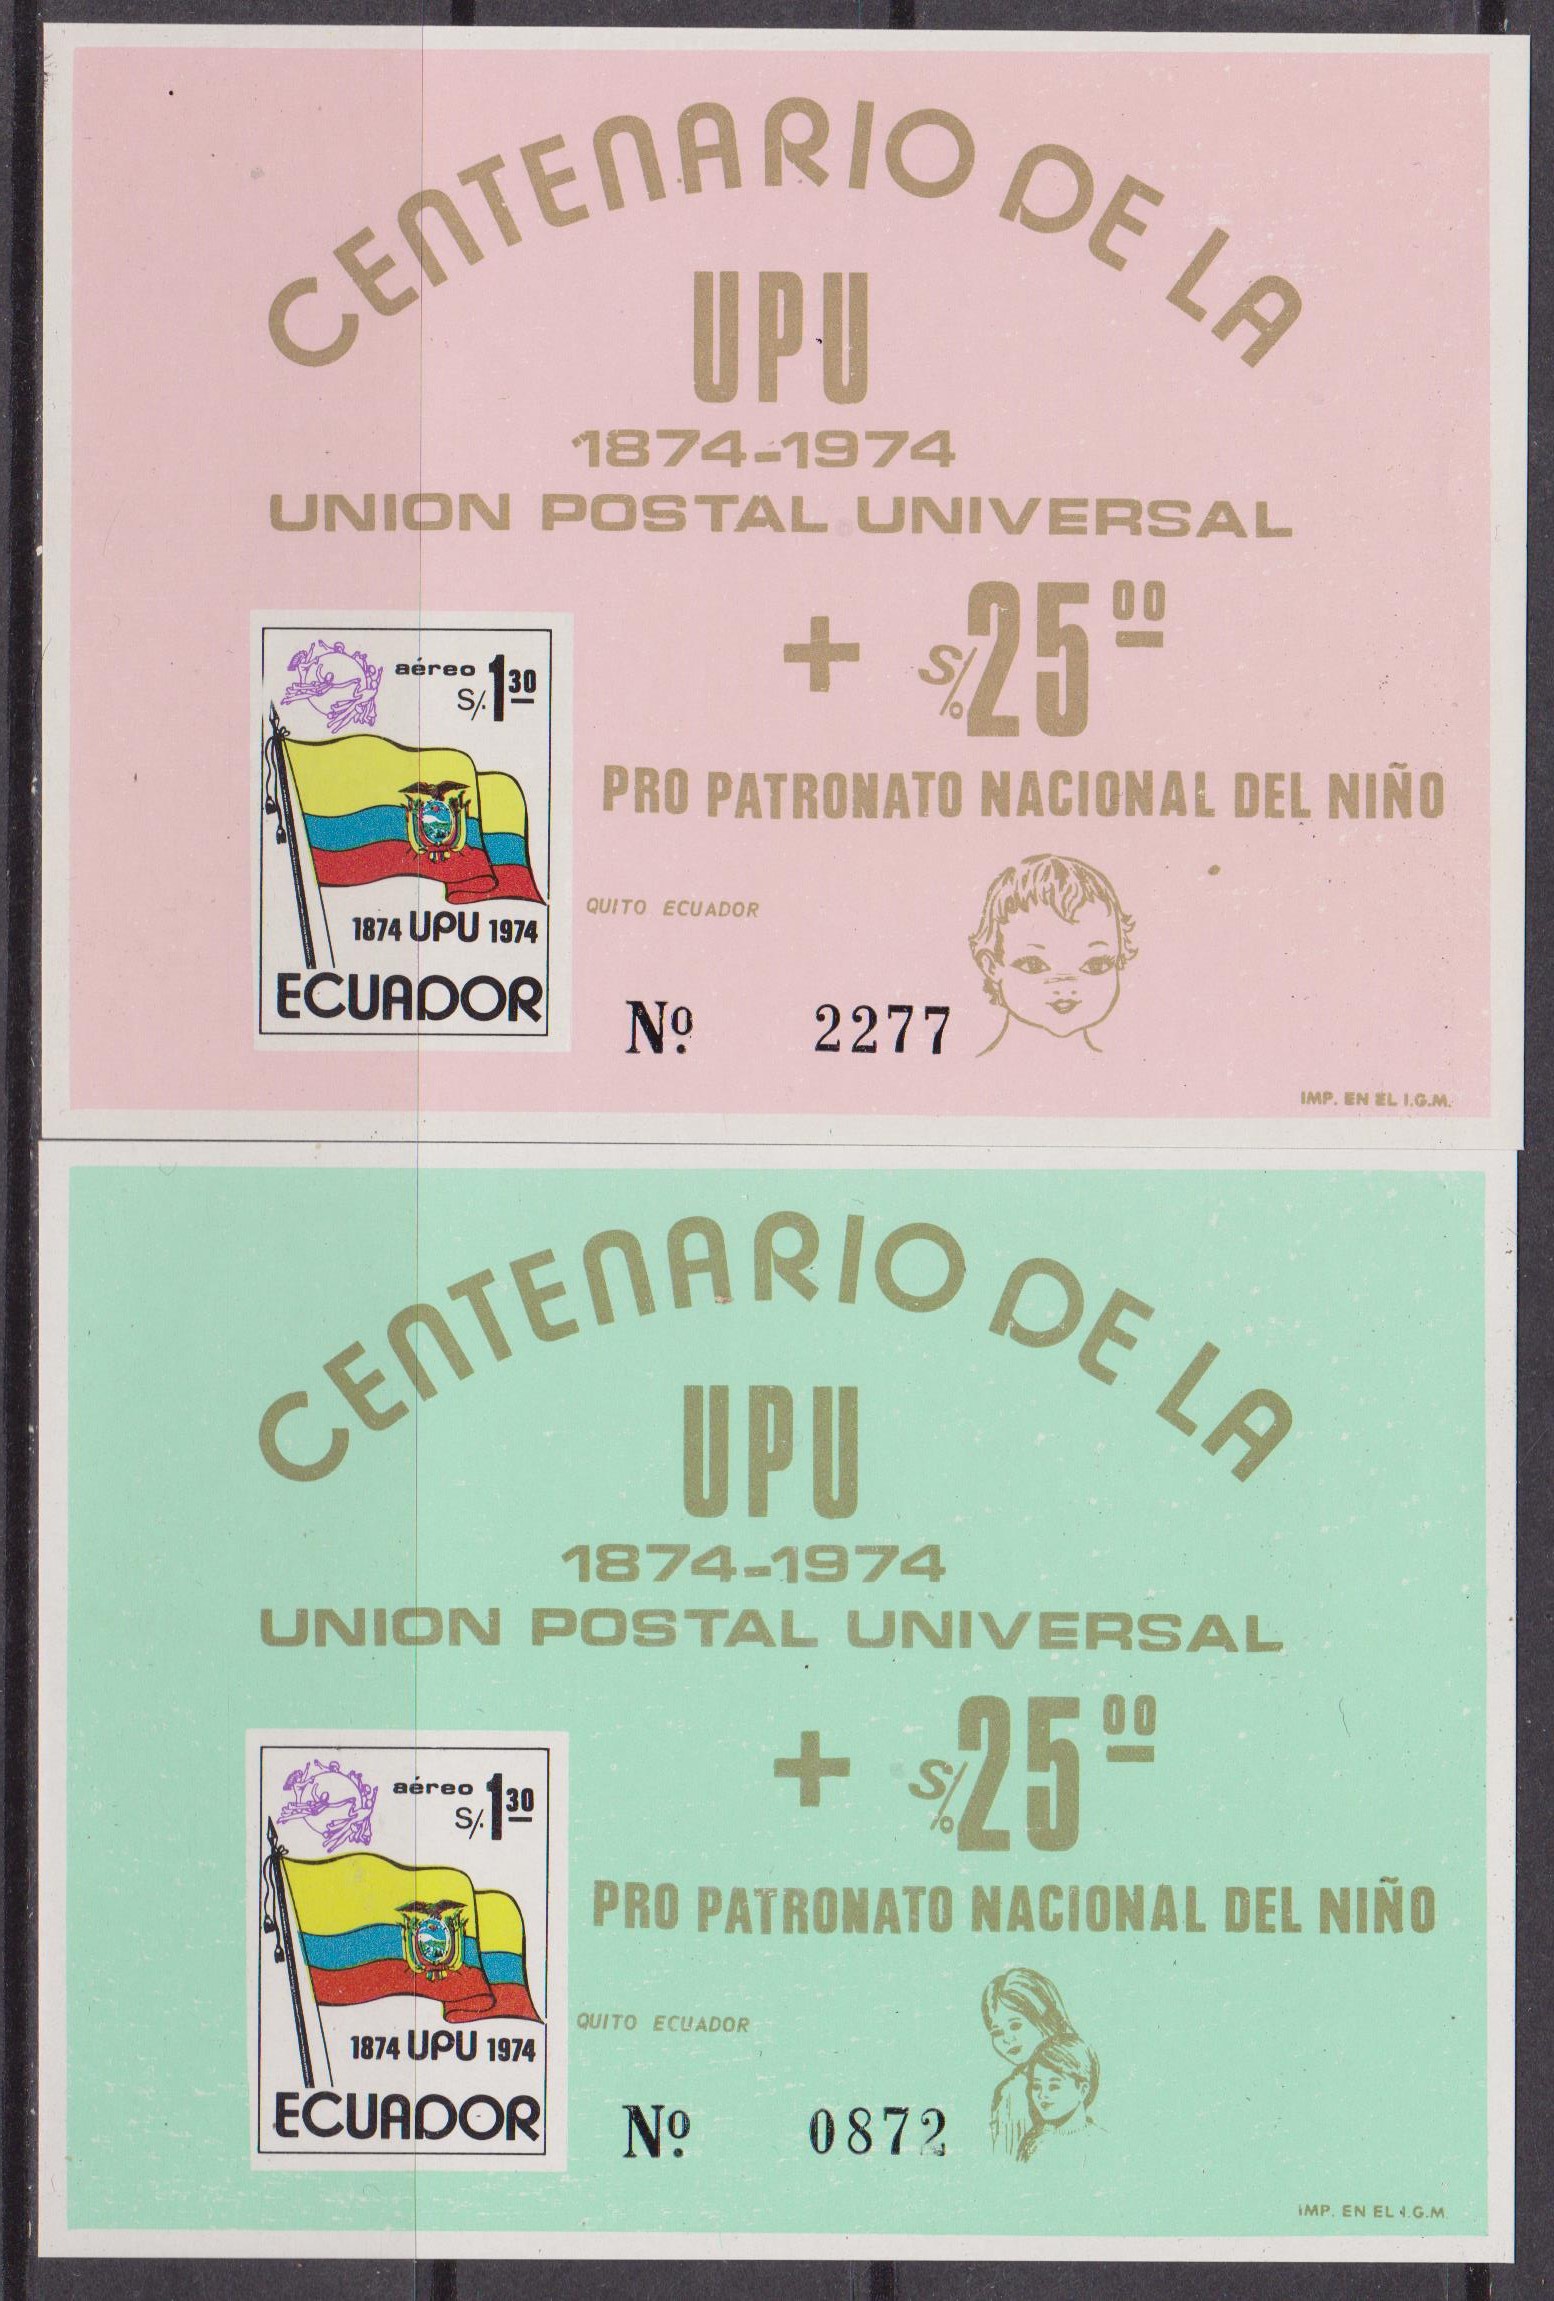 CENTENARIO DE LA
UPU
1874-1974
UNION POSTAL UNIVERSAL
+ S/. 25 00
PRO PATRONATO NACIONAL DEL NIÑO
aéreo
S/. 1 30
1874 UPU 1974
ECUADOR
QUITO ECUADOR
Nº 2277
IMP. EN EL I.G.M.
CENTENARIO DE LA
UPU
1874-1974
UNION POSTAL UNIVERSAL
+ S/. 25 00
PRO PATRONATO NACIONAL DEL NIÑO
aéreo
S/. 1 30
1874 UPU 1974
ECUADOR
QUITO ECUADOR
Nº 0872
IMP. EN EL I.G.M.